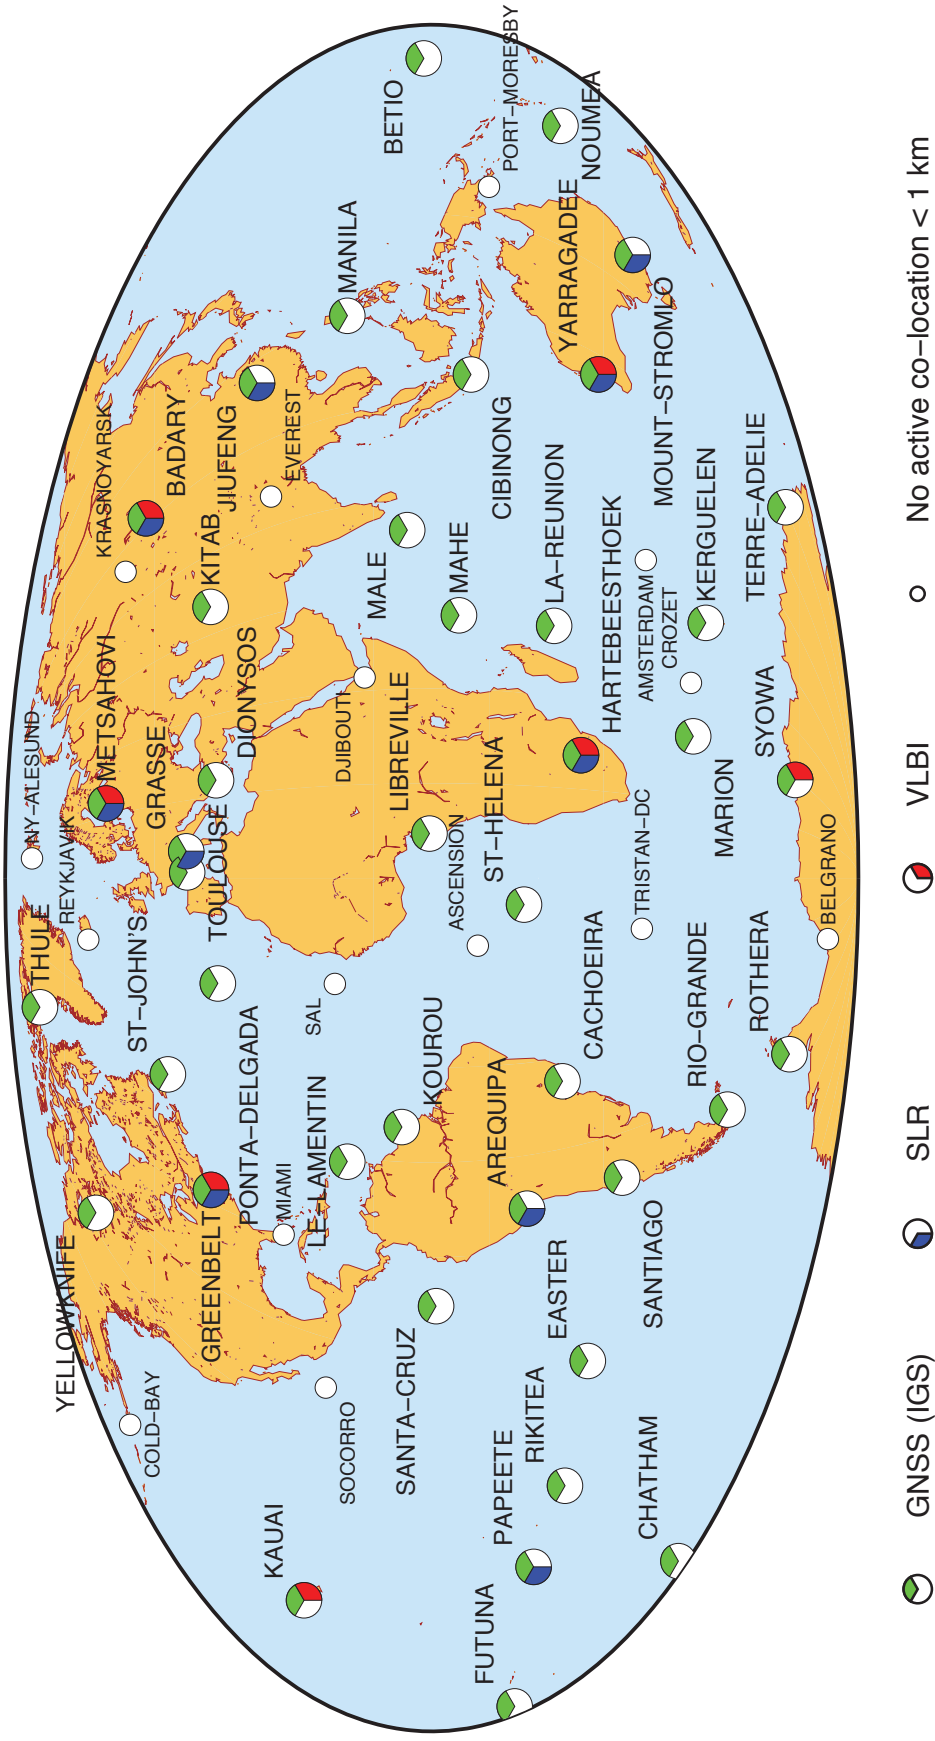 NY-ALESUND
THULE
REYKJAVIK
METSAHOVI
KRASNOYARSK
YELLOWKNIFE
COLD-BAY
ST-JOHN'S
GRASSE
BADARY
GREENBELT
TOULOUSE
KITAB
JIUFENG
PONTA-DELGADA
DIONYSOS
EVEREST
MIAMI
KAUAI
LE-LAMENTIN
SAL
DJIBOUTI
MANILA
SOCORRO
MALE
BETIO
SANTA-CRUZ
KOUROU
LIBREVILLE
ASCENSION
MAHE
FUTUNA
PAPEETE
AREQUIPA
ST-HELENA
CIBINONG
PORT-MORESBY
RIKITEA
EASTER
CACHOEIRA
LA-REUNION
YARRAGADEE
NOUMEA
HARTEBEESTHOEK
CHATHAM
SANTIAGO
TRISTAN-DC
AMSTERDAM
CROZET
MOUNT-STROMLO
RIO-GRANDE
MARION
KERGUELEN
ROTHERA
SYOWA
TERRE-ADELIE
BELGRANO
GNSS (IGS)
SLR
VLBI
No active co-location < 1 km